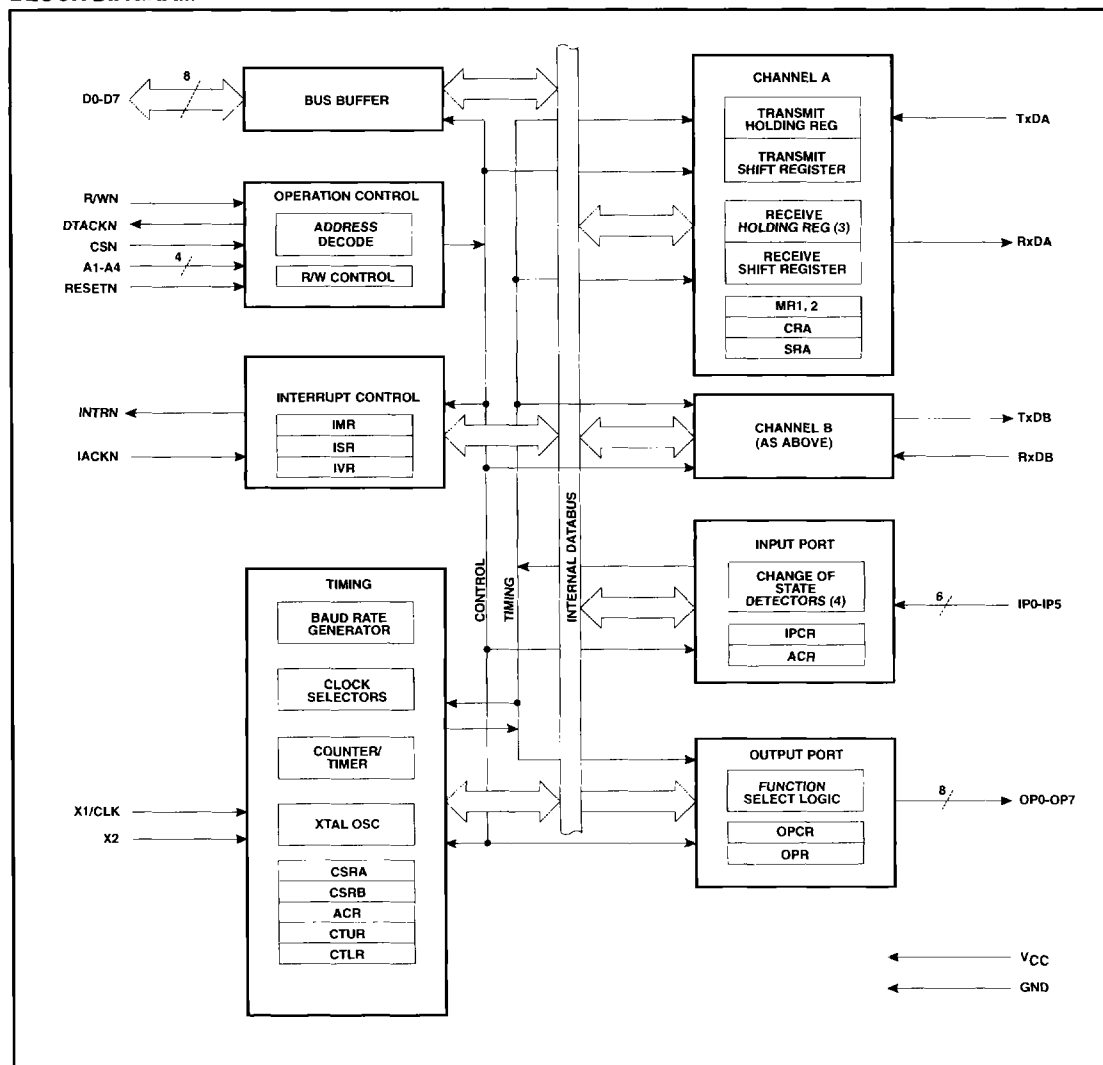 8
D0-D7
BUS BUFFER
R/WN
DTACKN
CSN
A1-A4
4
RESETN
OPERATION CONTROL
ADDRESS
DECODE
R/W CONTROL
INTRN
IACKN
INTERRUPT CONTROL
IMR
ISR
IVR
TIMING
BAUD RATE
GENERATOR
CLOCK
SELECTORS
COUNTER/
TIMER
XTAL OSC
CSRA
CSRB
ACR
CTUR
CTLR
X1/CLK
X2
CONTROL
TIMING
INTERNAL DATABUS
CHANNEL A
TRANSMIT
HOLDING REG
TRANSMIT
SHIFT REGISTER
RECEIVE
HOLDING REG (3)
RECEIVE
SHIFT REGISTER
MR1, 2
CRA
SRA
TxDA
RxDA
CHANNEL B
(AS ABOVE)
TxDB
RxDB
INPUT PORT
CHANGE OF
STATE
DETECTORS (4)
IPCR
ACR
6
IP0-IP5
OUTPUT PORT
FUNCTION
SELECT LOGIC
OPCR
OPR
8
OP0-OP7
VCC
GND